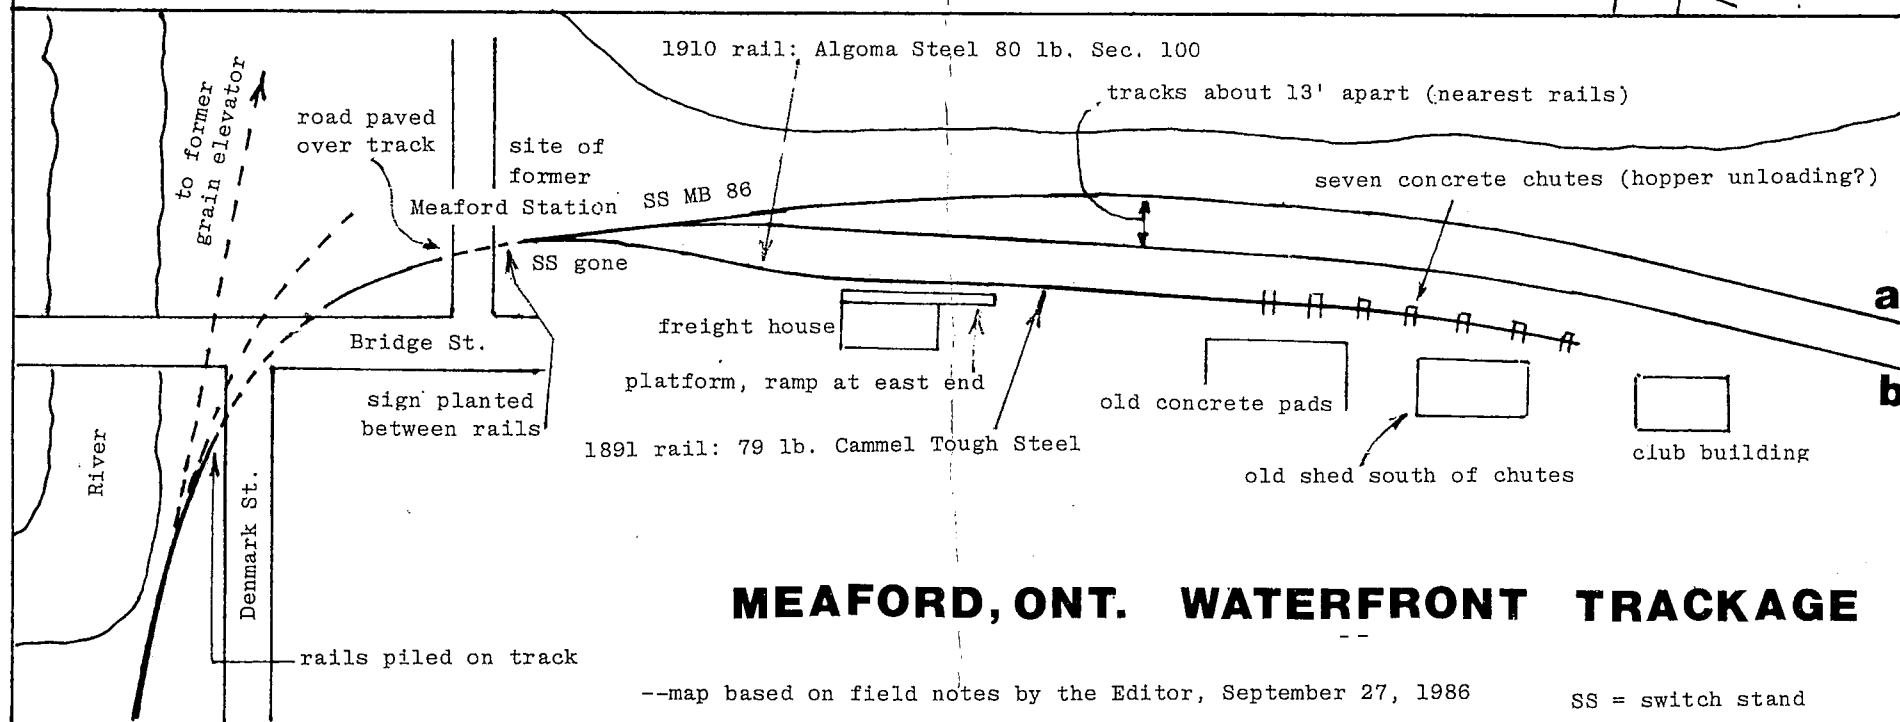 1910 rail: Algoma Steel 80 lb. Sec. 100
tracks about 13' apart (nearest rails)
to former
grain elevator
road paved
over track
site of
former
Meaford Station
SS MB 86
seven concrete chutes (hopper unloading?)
SS gone
a
freight house
Bridge St.
platform, ramp at east end
b
sign planted
between rails
old concrete pads
1891 rail: 79 lb. Cammel Tough Steel
club building
old shed south of chutes
River
Denmark St.
MEAFORD, ONT. WATERFRONT TRACKAGE
--
rails piled on track
--map based on field notes by the Editor, September 27, 1986
SS = switch stand